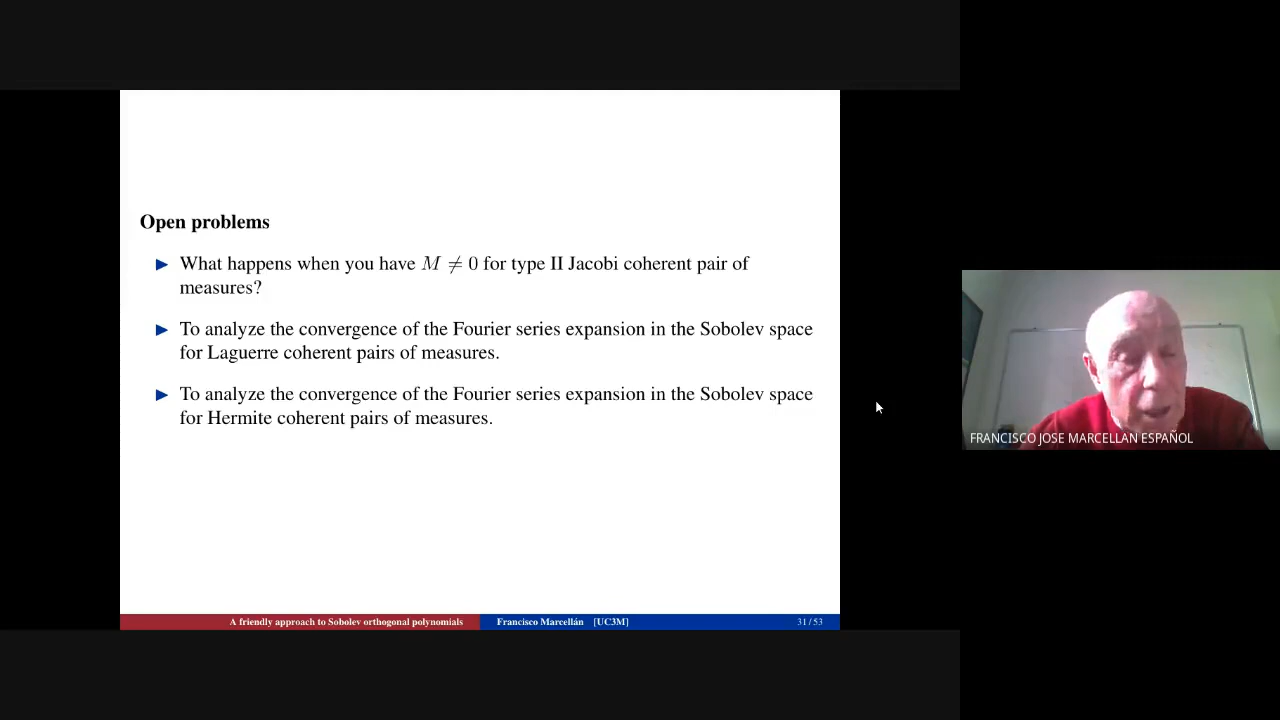 Open problems
What happens when you have M ≠ 0 for type II Jacobi coherent pair of
measures?
To analyze the convergence of the Fourier series expansion in the Sobolev space
for Laguerre coherent pairs of measures.
To analyze the convergence of the Fourier series expansion in the Sobolev space
for Hermite coherent pairs of measures.
A friendly approach to Sobolev orthogonal polynomials
Francisco Marcellán [UC3M]
31 / 53
FRANCISCO JOSE MARCELLAN ESPAÑOL